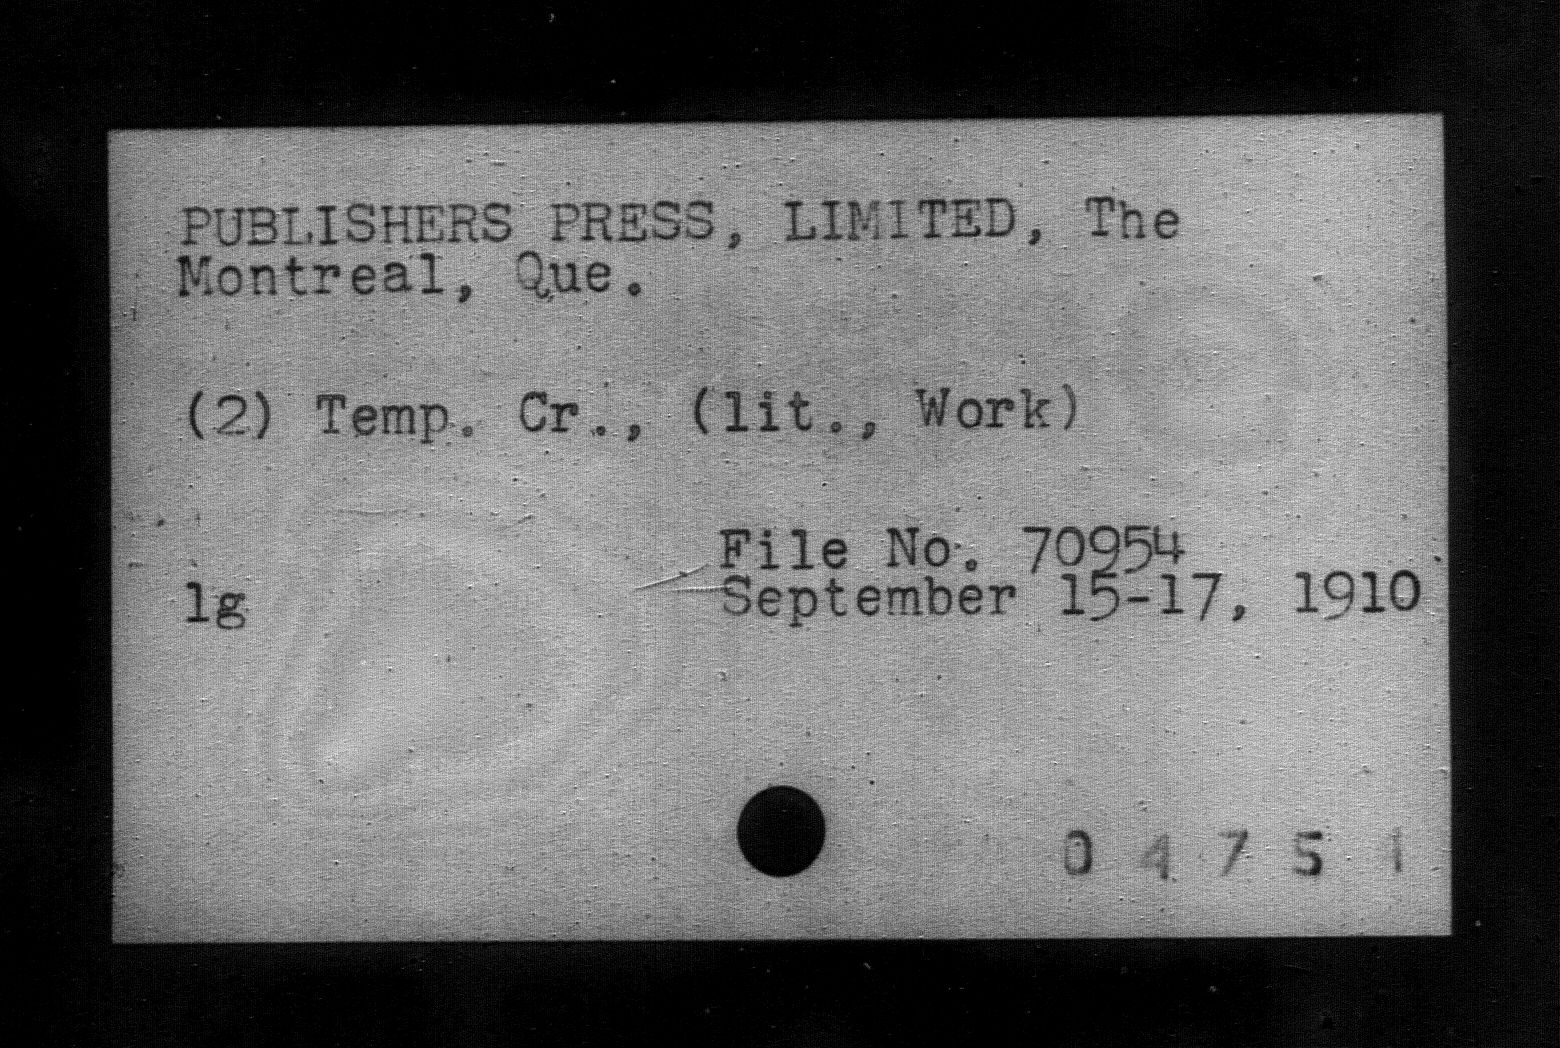 PUBLISHERS PRESS, LIMITED, The
Montreal, Que.
(2) Temp. Cr., (lit., Work)
File No. 70954
lg September 15-17, 1910
0 4 7 5 1